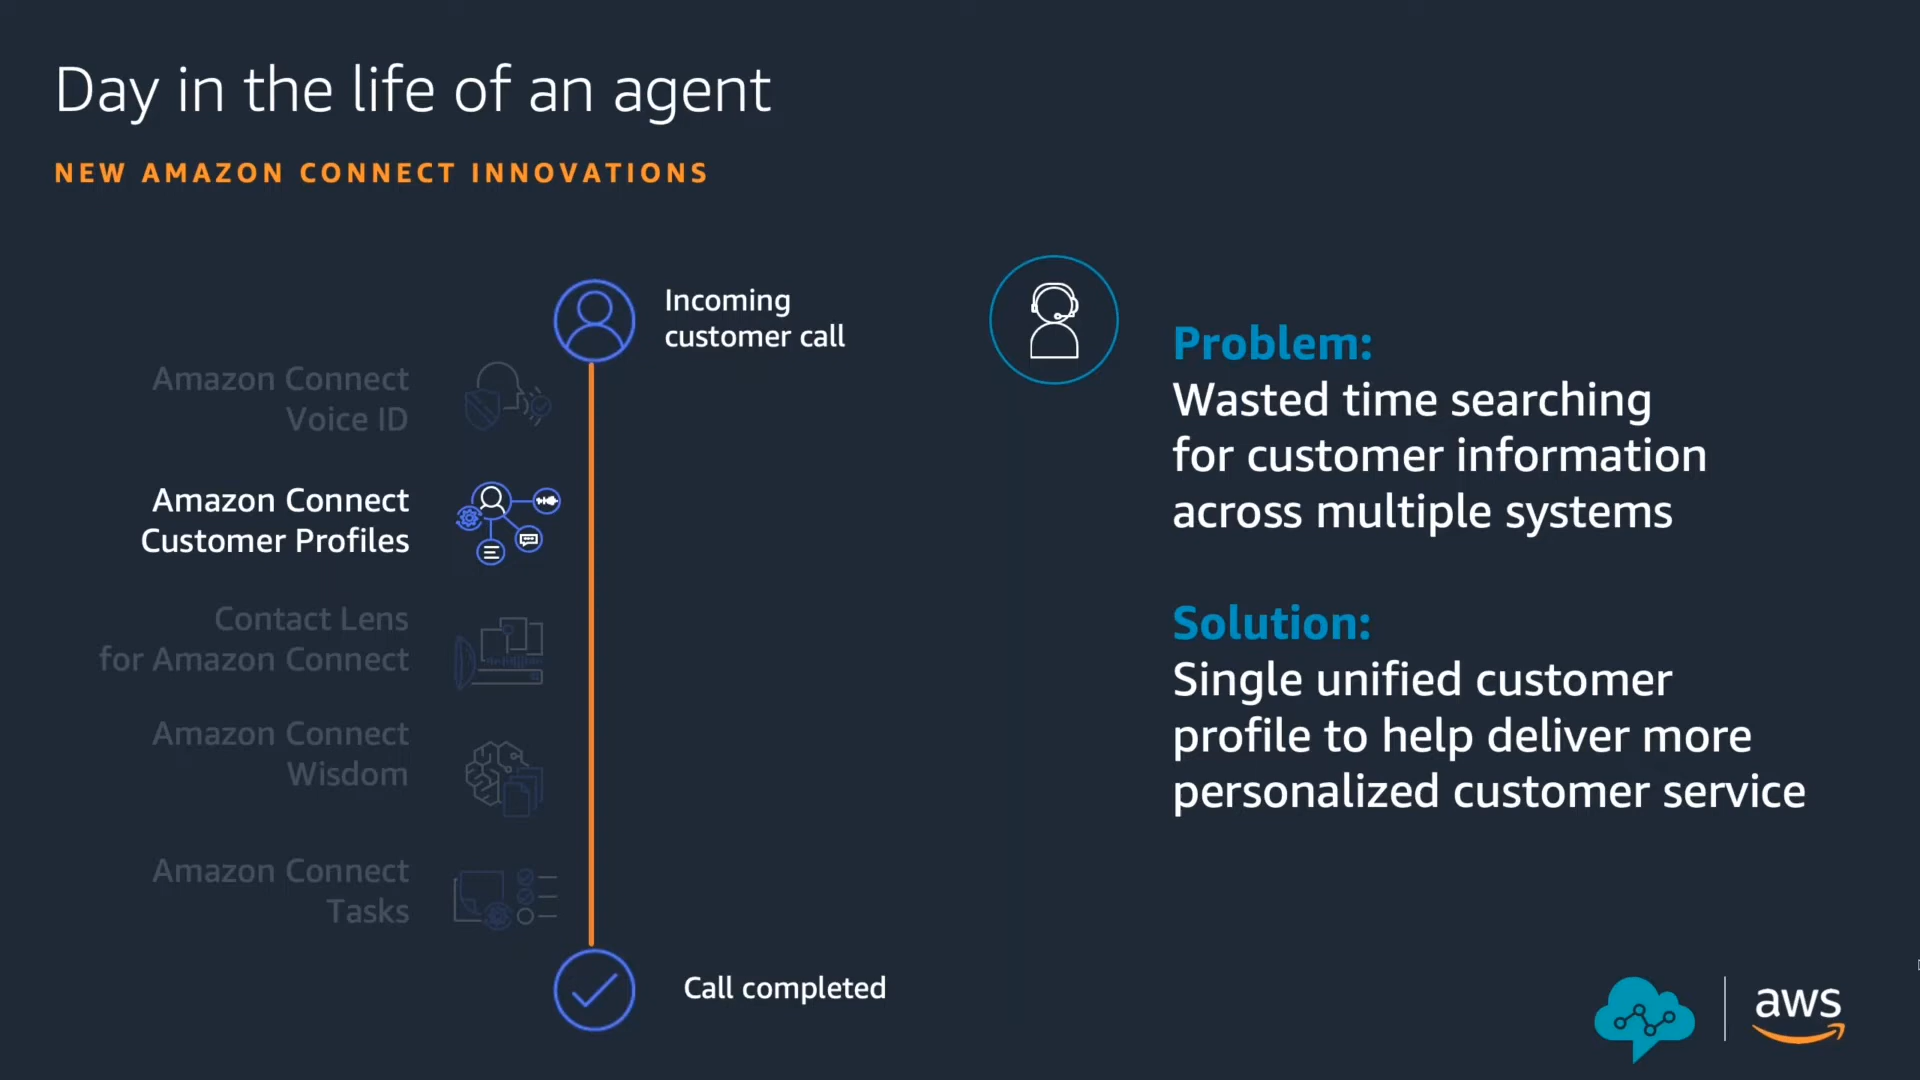 Day in the life of an agent
NEW AMAZON CONNECT INNOVATIONS
Incoming
customer call
Amazon Connect
Voice ID
Amazon Connect
Customer Profiles
Contact Lens
for Amazon Connect
Amazon Connect
Wisdom
Amazon Connect
Tasks
Call completed
Problem:
Wasted time searching
for customer information
across multiple systems
Solution:
Single unified customer
profile to help deliver more
personalized customer service
aws